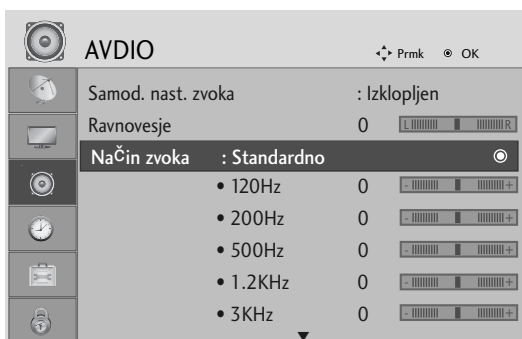 AVDIO Prmk OK
Samod. nast. zvoka : Izklopljen
Ravnovesje 0 L R
NaČin zvoka : Standardno
• 120Hz 0 - +
• 200Hz 0 - +
• 500Hz 0 - +
• 1.2KHz 0 - +
• 3KHz 0 - +